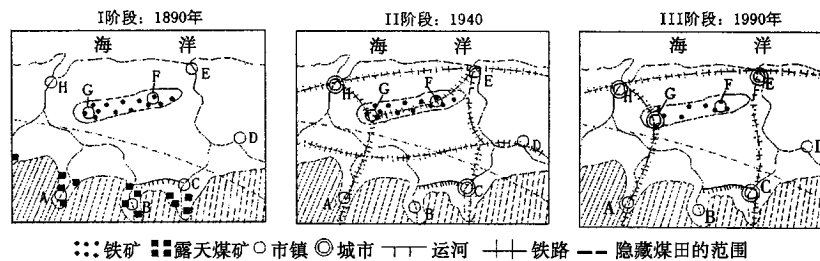 I阶段：1890年
II阶段：1940
III阶段：1990年
海 洋
海 洋
海 洋
H G F E D A B C
H G F E D A B C
H G F E D A B C
铁矿 露天煤矿 市镇 城市 运河 铁路 隐藏煤田的范围